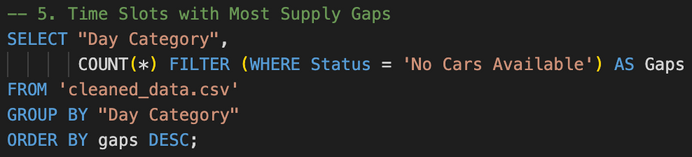 -- 5. Time Slots with Most Supply Gaps
SELECT "Day Category",
       COUNT(*) FILTER (WHERE Status = 'No Cars Available') AS Gaps
FROM 'cleaned_data.csv'
GROUP BY "Day Category"
ORDER BY gaps DESC;